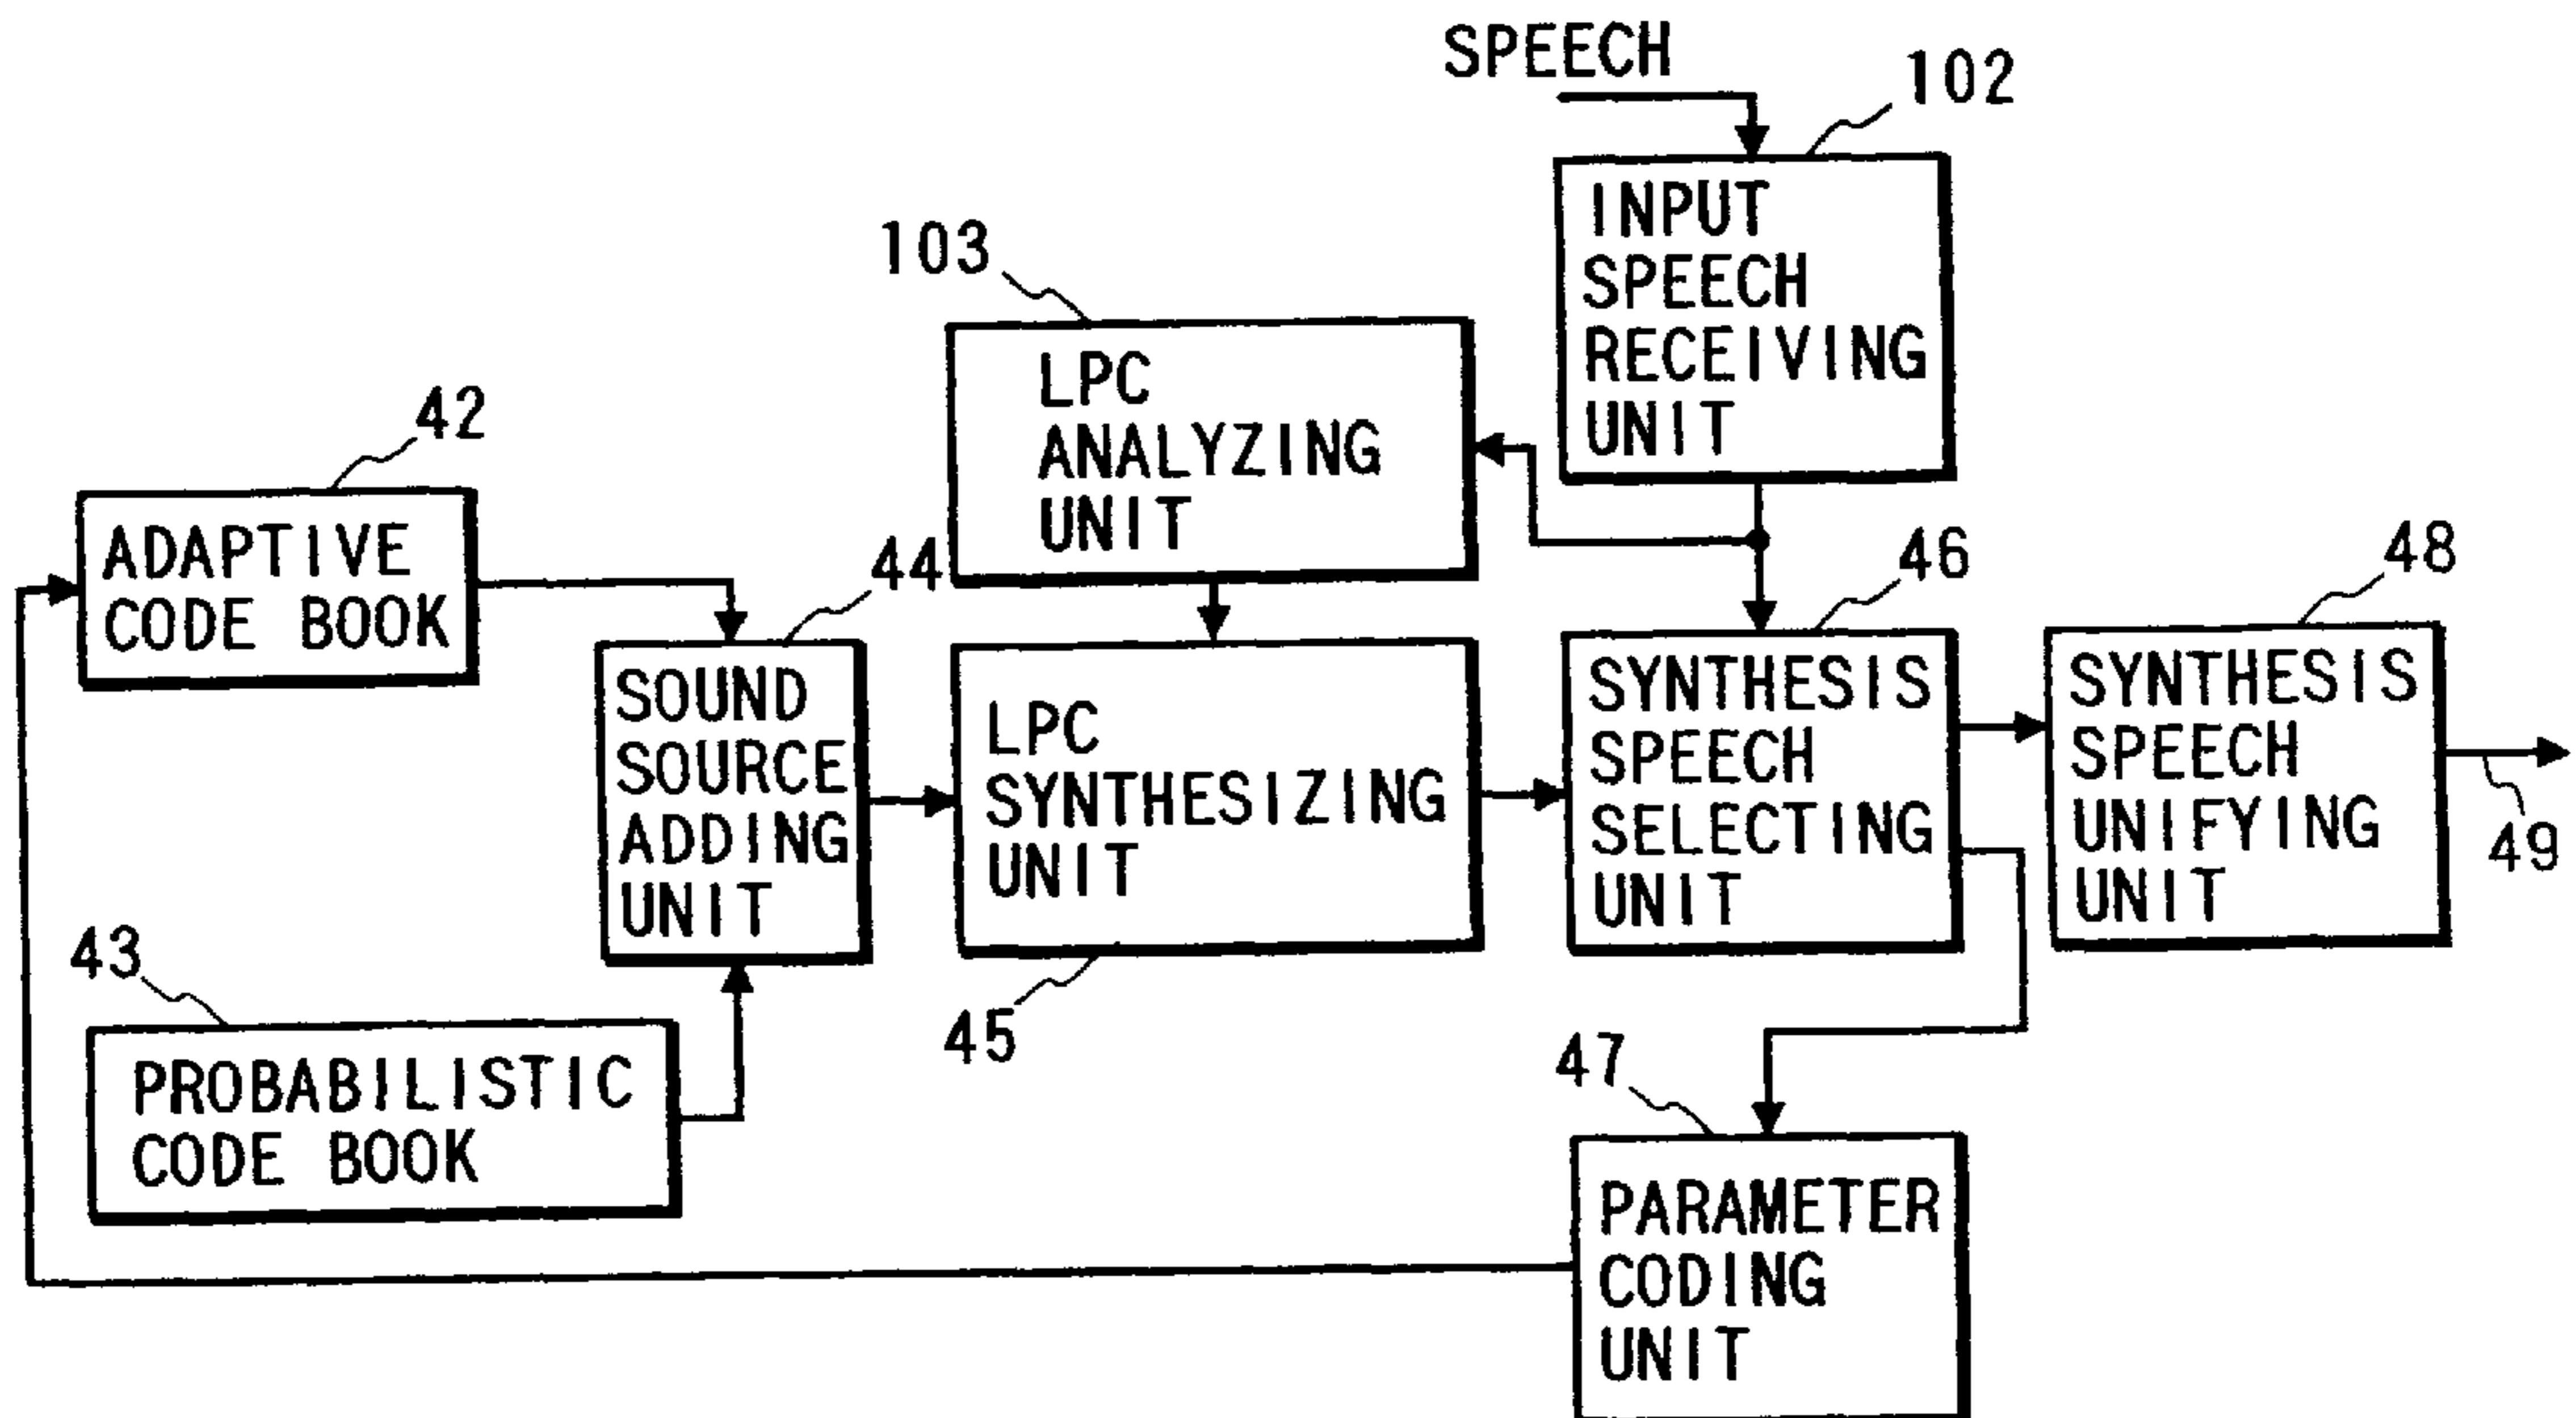 SPEECH
102
INPUT
SPEECH
RECEIVING
UNIT
103
LPC
ANALYZING
UNIT
42
ADAPTIVE
CODE BOOK
44
SOUND
SOURCE
ADDING
UNIT
43
PROBABILISTIC
CODE BOOK
LPC
SYNTHESIZING
UNIT
45
46
SYNTHESIS
SPEECH
SELECTING
UNIT
48
SYNTHESIS
SPEECH
UNIFYING
UNIT
49
47
PARAMETER
CODING
UNIT